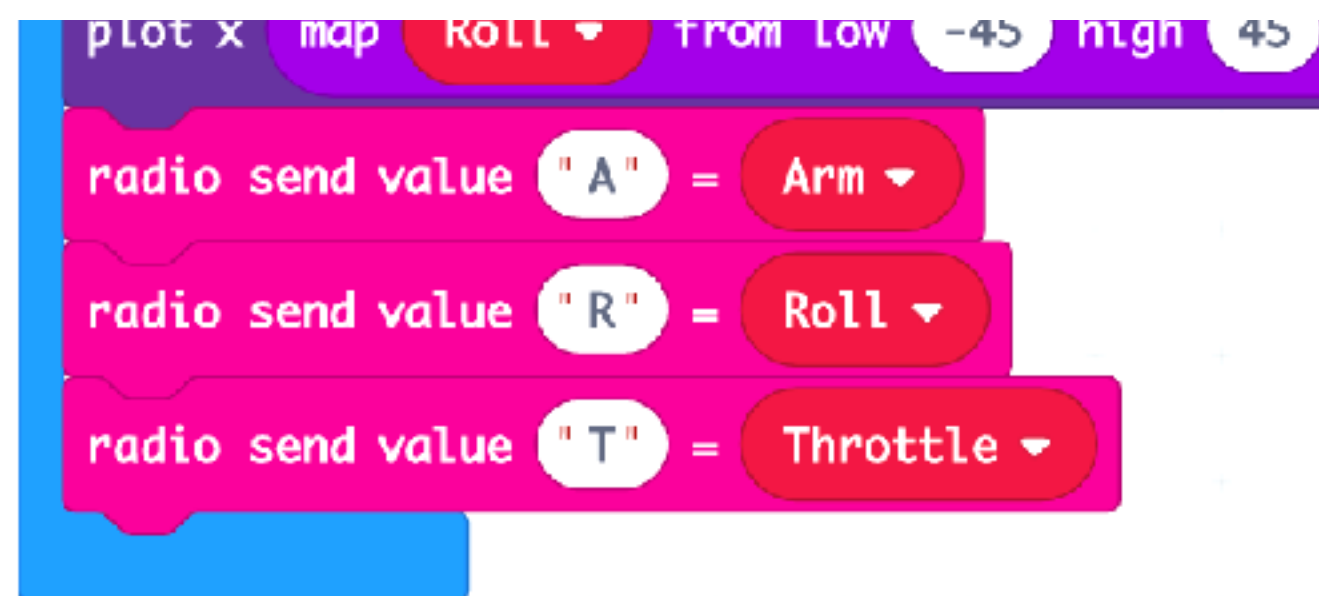 plot x map Roll from low -45 high 45
radio send value "A" = Arm
radio send value "R" = Roll
radio send value "T" = Throttle